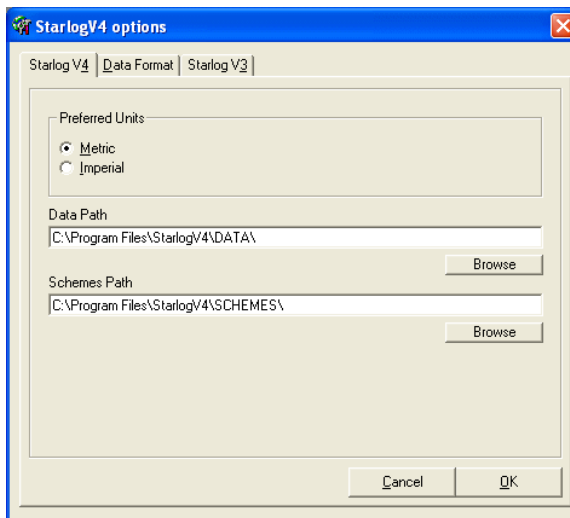 StarlogV4 options
Starlog V4 Data Format Starlog V3
Preferred Units
Metric
Imperial
Data Path
C:\Program Files\StarlogV4\DATA\
Browse
Schemes Path
C:\Program Files\StarlogV4\SCHEMES\
Browse
Cancel OK